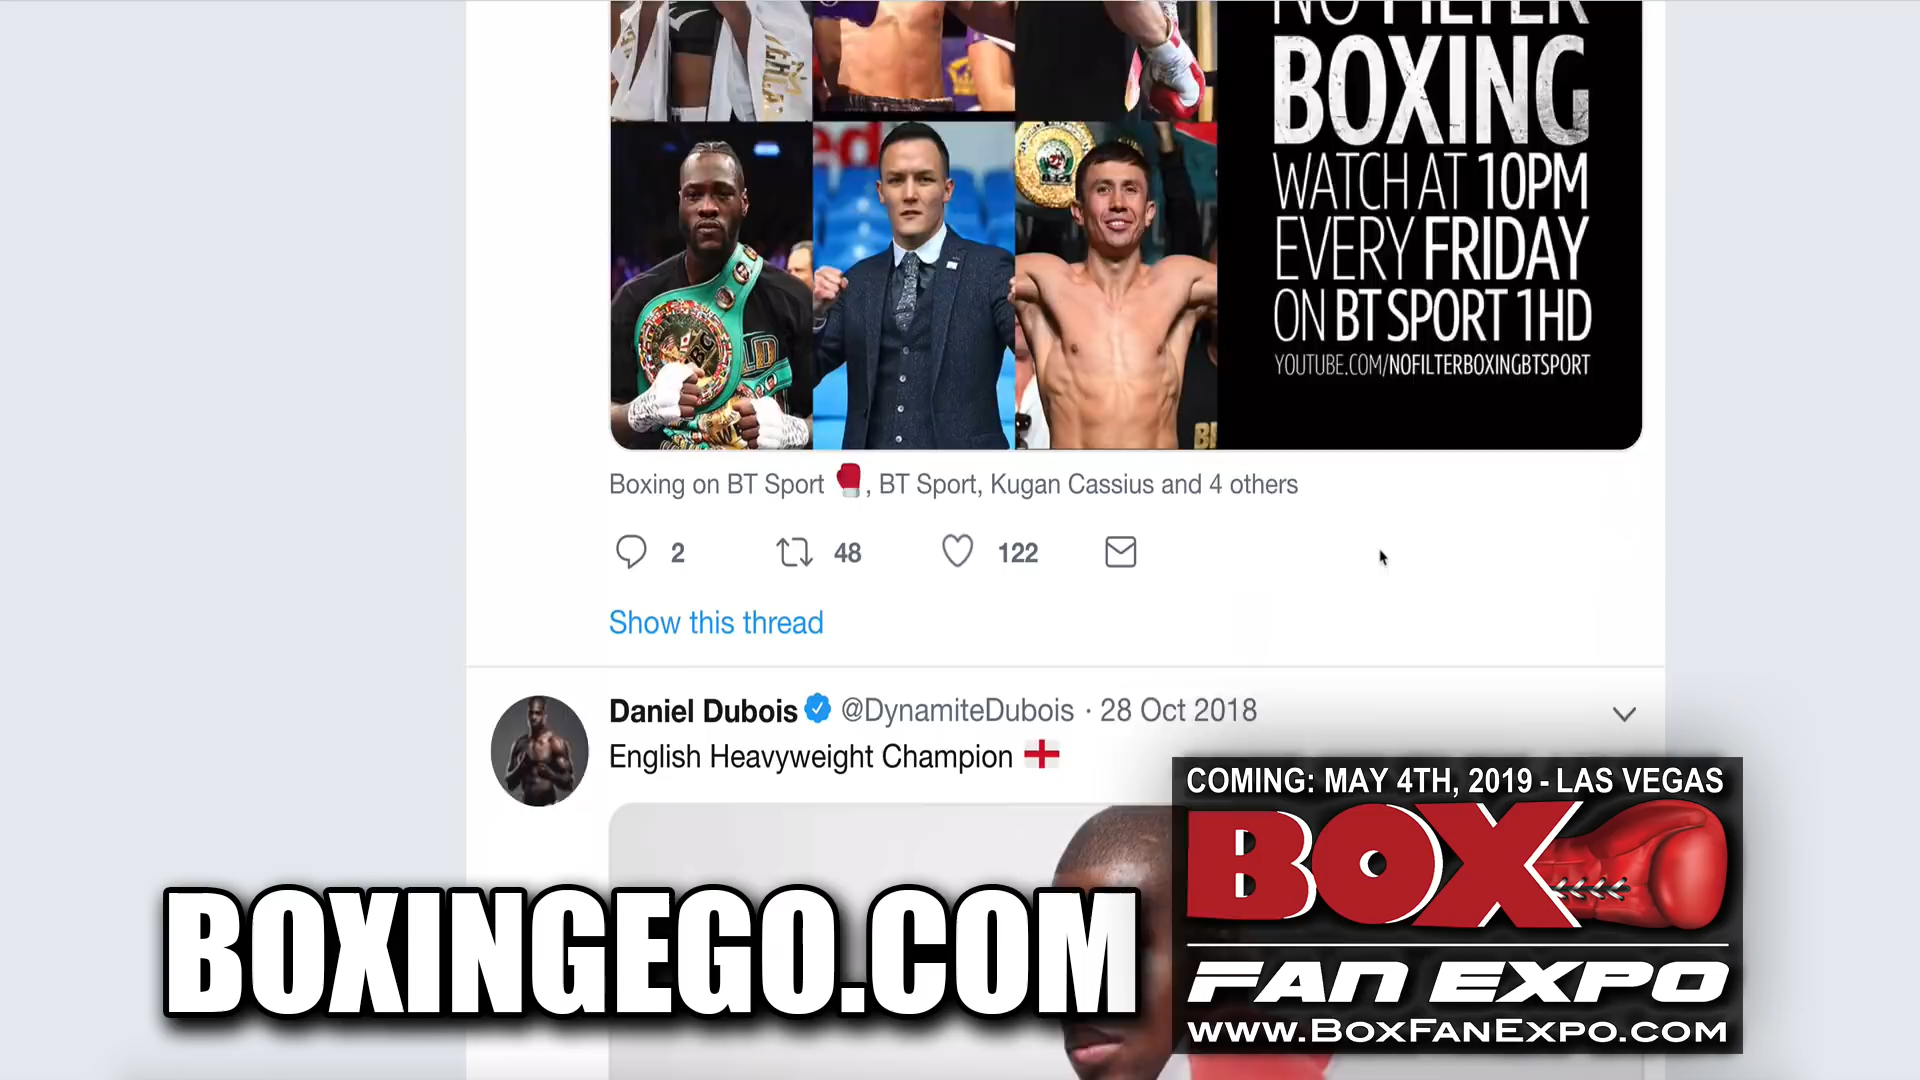 NO FILTER
BOXING
WATCH AT 10PM
EVERY FRIDAY
ON BT SPORT 1HD
YOUTUBE.COM/NOFILTERBOXINGBTSPORT
Boxing on BT Sport 🥊, BT Sport, Kugan Cassius and 4 others
2 48 122
Show this thread
Daniel Dubois @DynamiteDubois · 28 Oct 2018
English Heavyweight Champion
COMING: MAY 4TH, 2019 - LAS VEGAS
BOX
FAN EXPO
WWW.BOXFANEXPO.COM
BOXINGEGO.COM